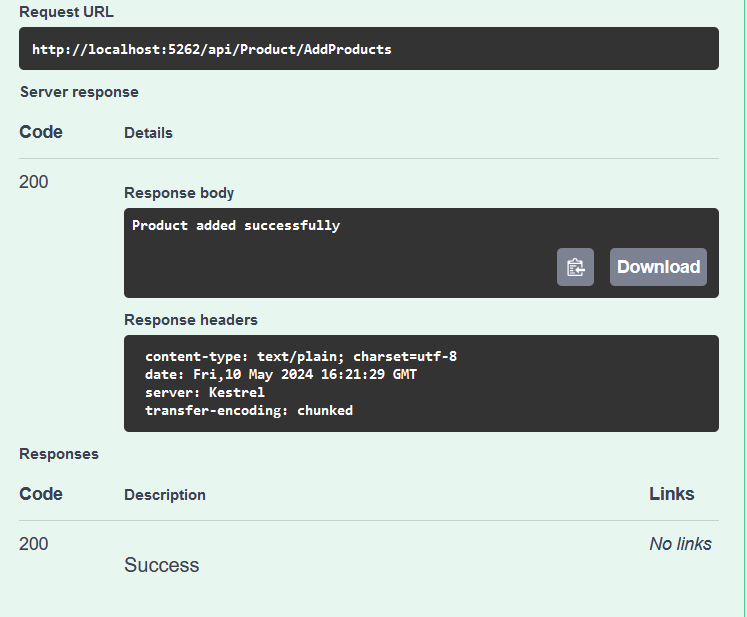 Request URL
http://localhost:5262/api/Product/AddProducts
Server response
Code Details
200
Response body
Product added successfully
Download
Response headers
content-type: text/plain; charset=utf-8
date: Fri,10 May 2024 16:21:29 GMT
server: Kestrel
transfer-encoding: chunked
Responses
Code Description Links
200 No links
Success